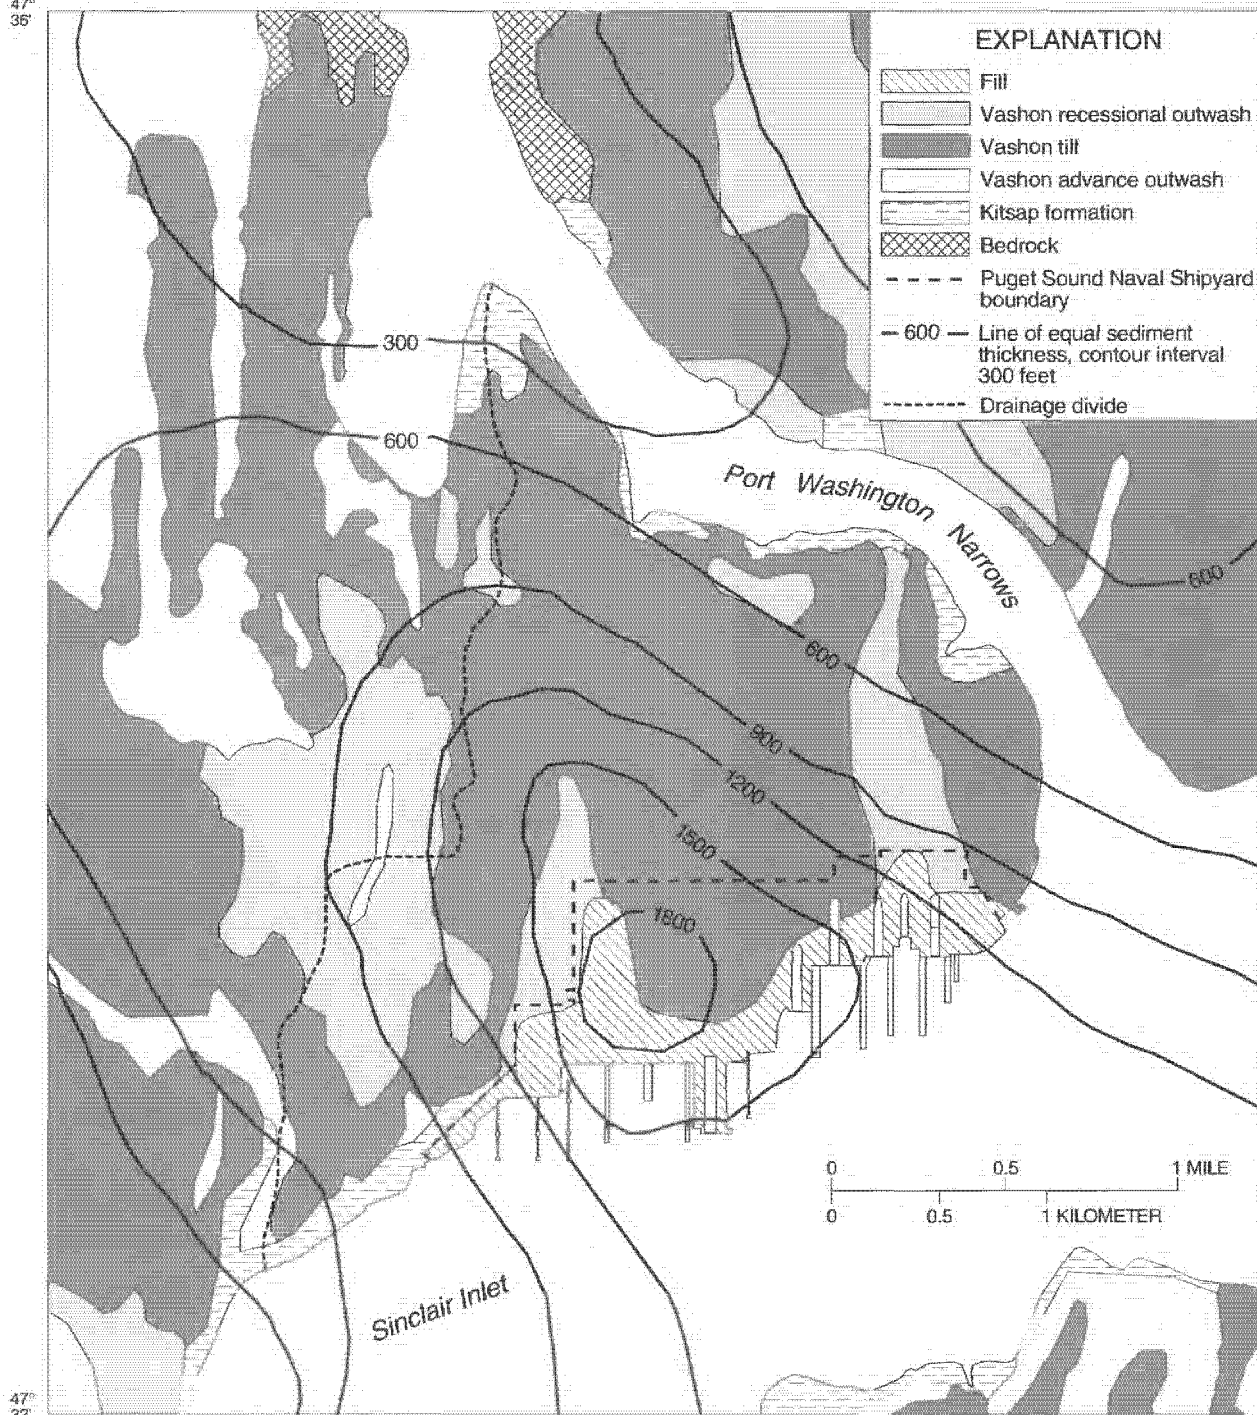 47°
36'
EXPLANATION
Fill
Vashon recessional outwash
Vashon till
Vashon advance outwash
Kitsap formation
Bedrock
Puget Sound Naval Shipyard
boundary
600
Line of equal sediment
thickness, contour interval
300 feet
Drainage divide
300
600
Port Washington Narrows
600
600
900
1200
1500
1800
0 0.5 1 MILE
0 0.5 1 KILOMETER
Sinclair Inlet
47°